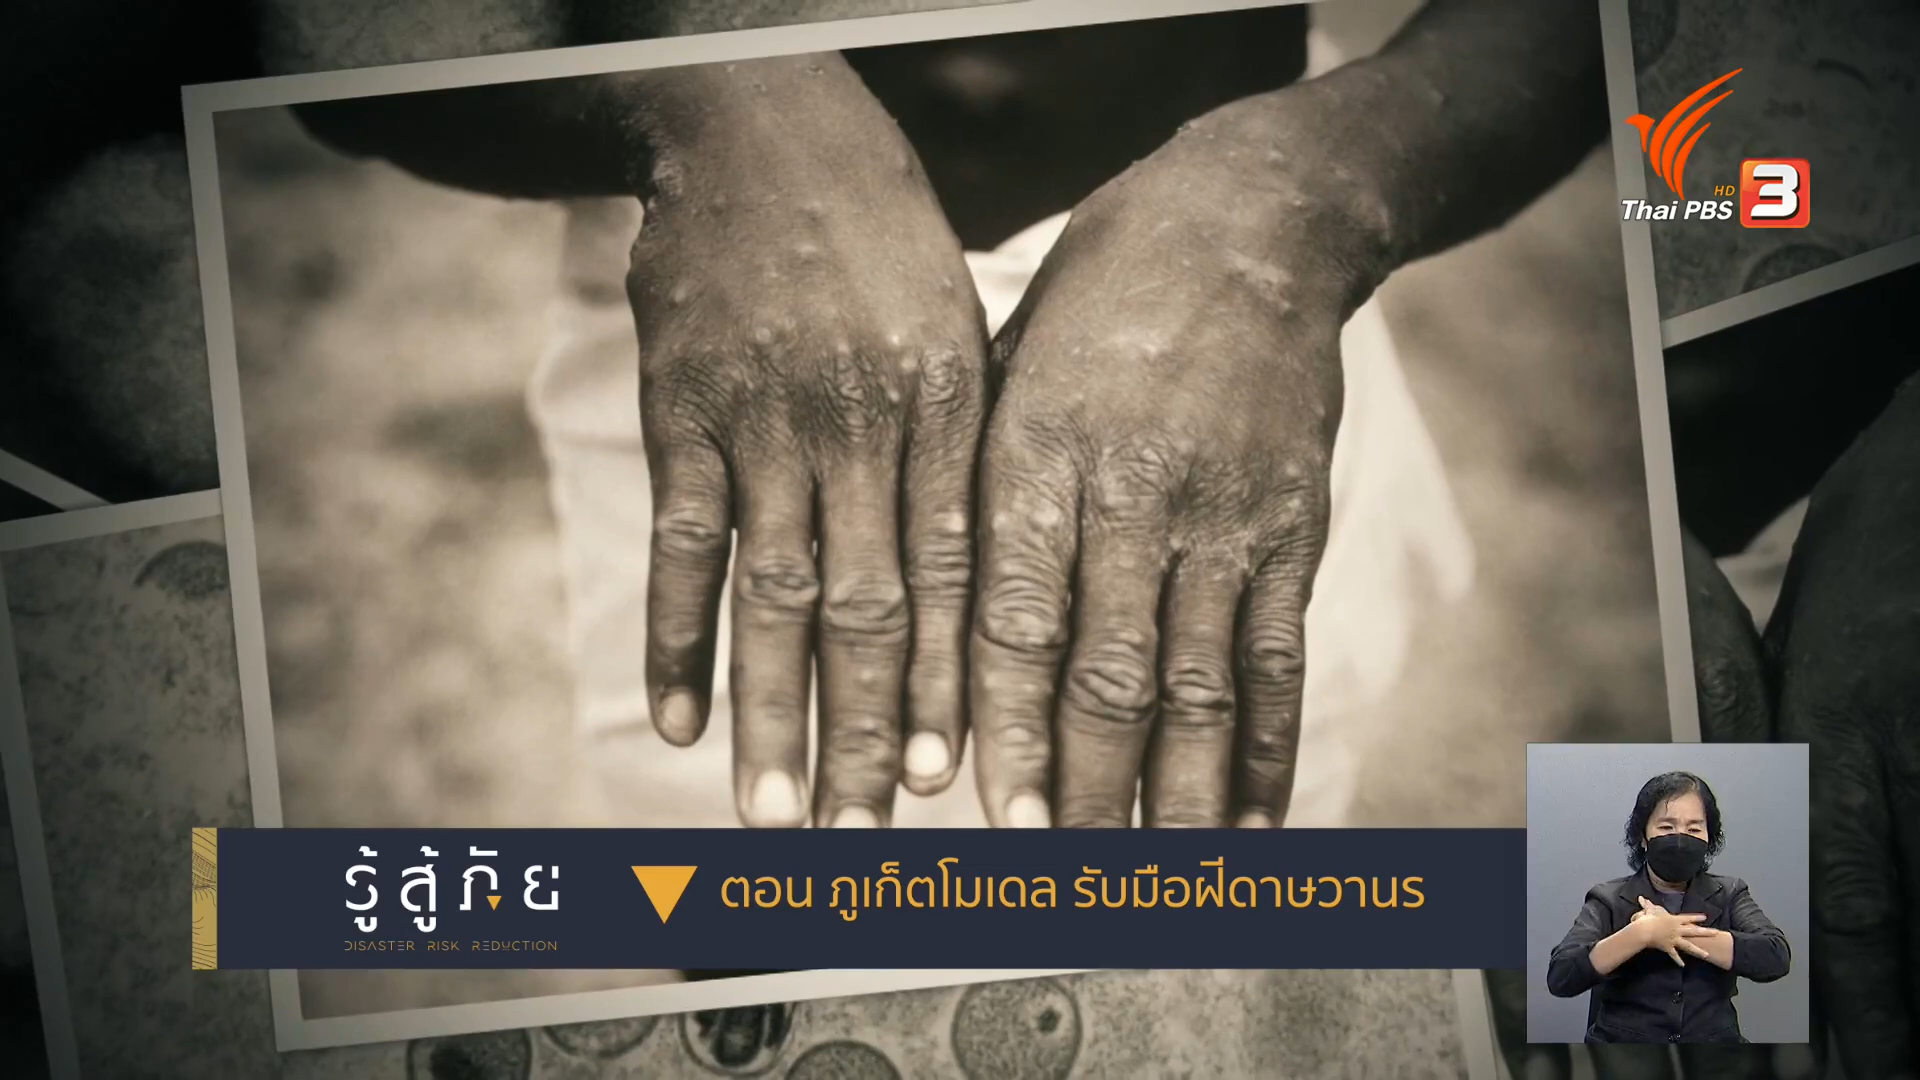 HD
Thai PBS 3
รู้สู้ภัย
DISASTER RISK REDUCTION
ตอน ภูเก็ตโมเดล รับมือฝีดาษวานร